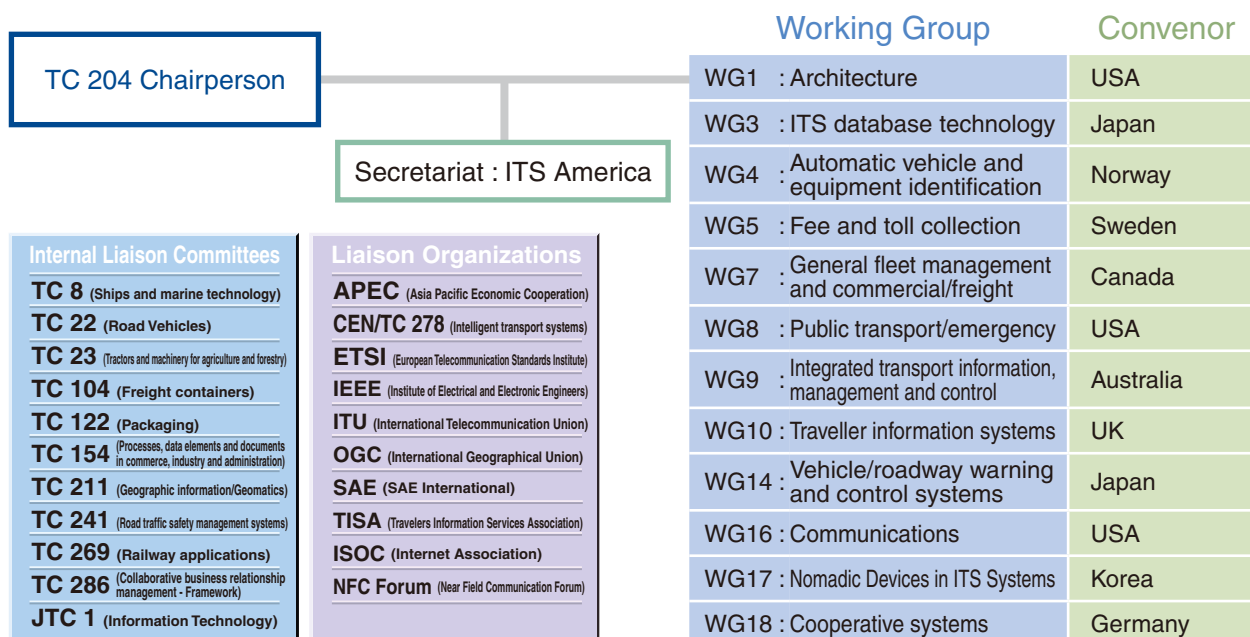 TC 204 Chairperson
Secretariat : ITS America
Internal Liaison Committees
TC 8 (Ships and marine technology)
TC 22 (Road Vehicles)
TC 23 (Tractors and machinery for agriculture and forestry)
TC 104 (Freight containers)
TC 122 (Packaging)
TC 154 (Processes, data elements and documents
in commerce, industry and administration)
TC 211 (Geographic information/Geomatics)
TC 241 (Road traffic safety management systems)
TC 269 (Railway applications)
TC 286 (Collaborative business relationship
management - Framework)
JTC 1 (Information Technology)
Liaison Organizations
APEC (Asia Pacific Economic Cooperation)
CEN/TC 278 (Intelligent transport systems)
ETSI (European Telecommunication Standards Institute)
IEEE (Institute of Electrical and Electronic Engineers)
ITU (International Telecommunication Union)
OGC (International Geographical Union)
SAE (SAE International)
TISA (Travelers Information Services Association)
ISOC (Internet Association)
NFC Forum (Near Field Communication Forum)
Working Group Convenor
WG1 : Architecture USA
WG3 : ITS database technology Japan
WG4 : Automatic vehicle and
equipment identification Norway
WG5 : Fee and toll collection Sweden
WG7 : General fleet management
and commercial/freight Canada
WG8 : Public transport/emergency USA
WG9 : Integrated transport information,
management and control Australia
WG10 : Traveller information systems UK
WG14 : Vehicle/roadway warning
and control systems Japan
WG16 : Communications USA
WG17 : Nomadic Devices in ITS Systems Korea
WG18 : Cooperative systems Germany